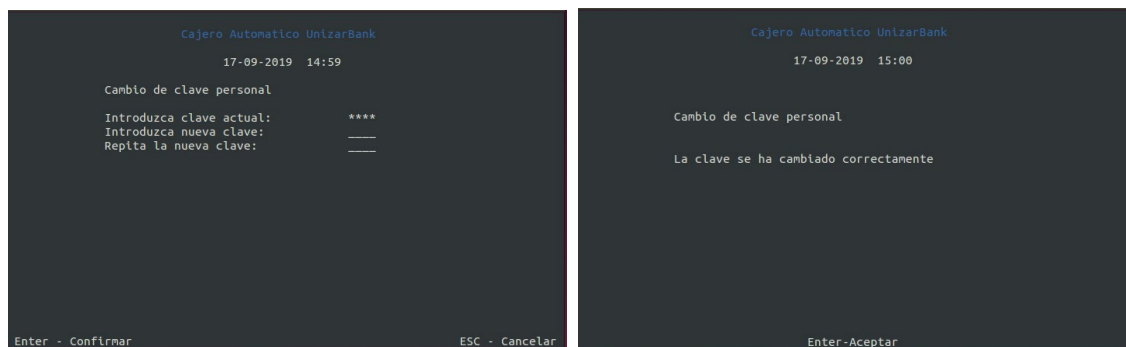 Cajero Automatico UnizarBank
17-09-2019 14:59
Cambio de clave personal
Introduzca clave actual: ****
Introduzca nueva clave: ____
Repita la nueva clave: ____
Enter - Confirmar ESC - Cancelar
Cajero Automatico UnizarBank
17-09-2019 15:00
Cambio de clave personal
La clave se ha cambiado correctamente
Enter-Aceptar